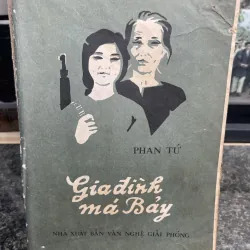 PHAN TỨ
Gia đình
má Bảy
NHÀ XUẤT BẢN VĂN NGHỆ GIẢI PHÓNG